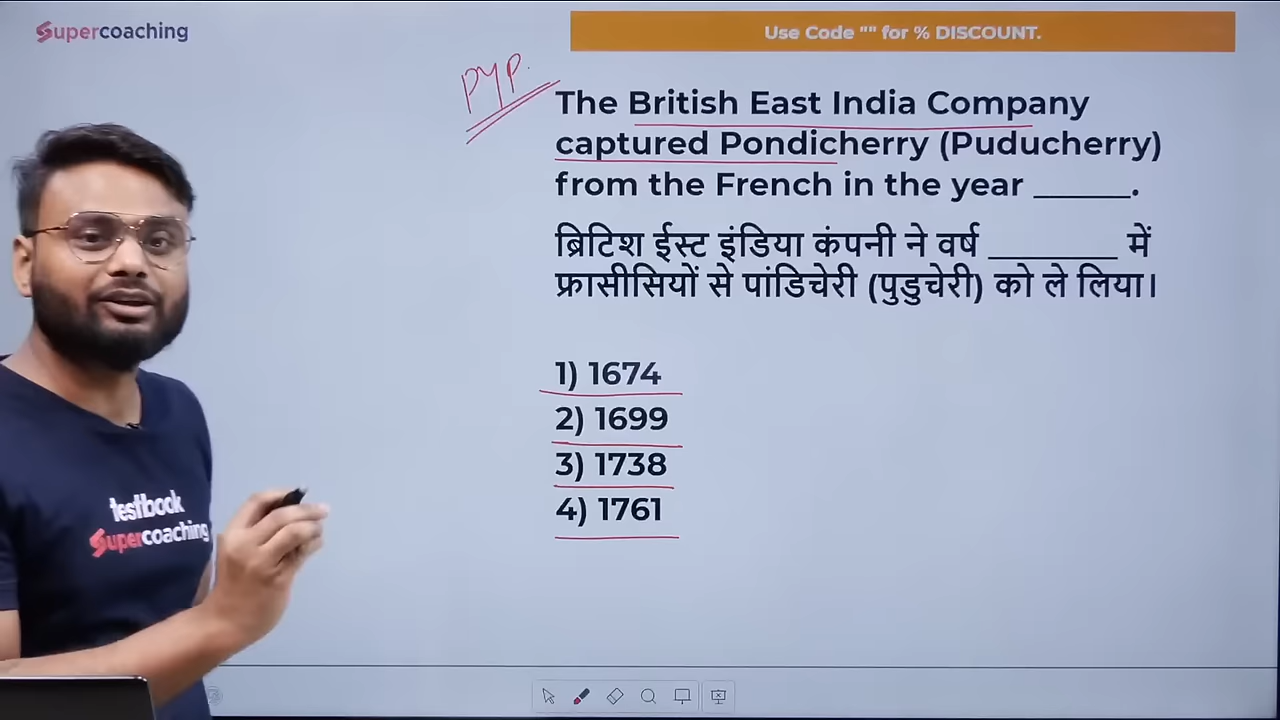 Supercoaching
Use Code "" for % DISCOUNT.
PYP.
The British East India Company
captured Pondicherry (Puducherry)
from the French in the year ______.
ब्रिटिश ईस्ट इंडिया कंपनी ने वर्ष ________ में
फ्रासीसियों से पांडिचेरी (पुडुचेरी) को ले लिया।
1) 1674
2) 1699
3) 1738
4) 1761
testbook
Supercoaching